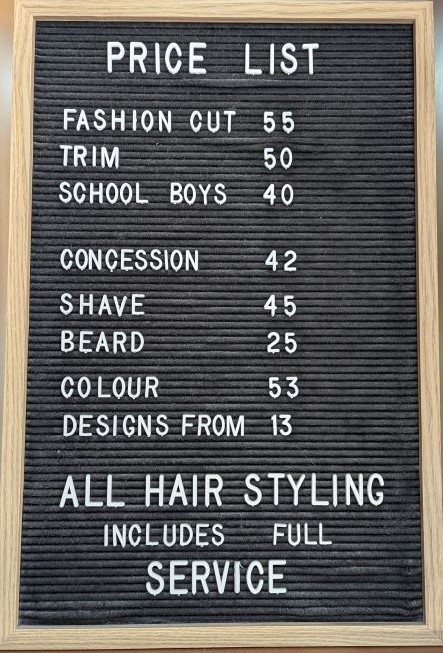 PRICE LIST
FASHION CUT 55
TRIM 50
SCHOOL BOYS 40
CONCESSION 42
SHAVE 45
BEARD 25
COLOUR 53
DESIGNS FROM 13
ALL HAIR STYLING
INCLUDES FULL
SERVICE